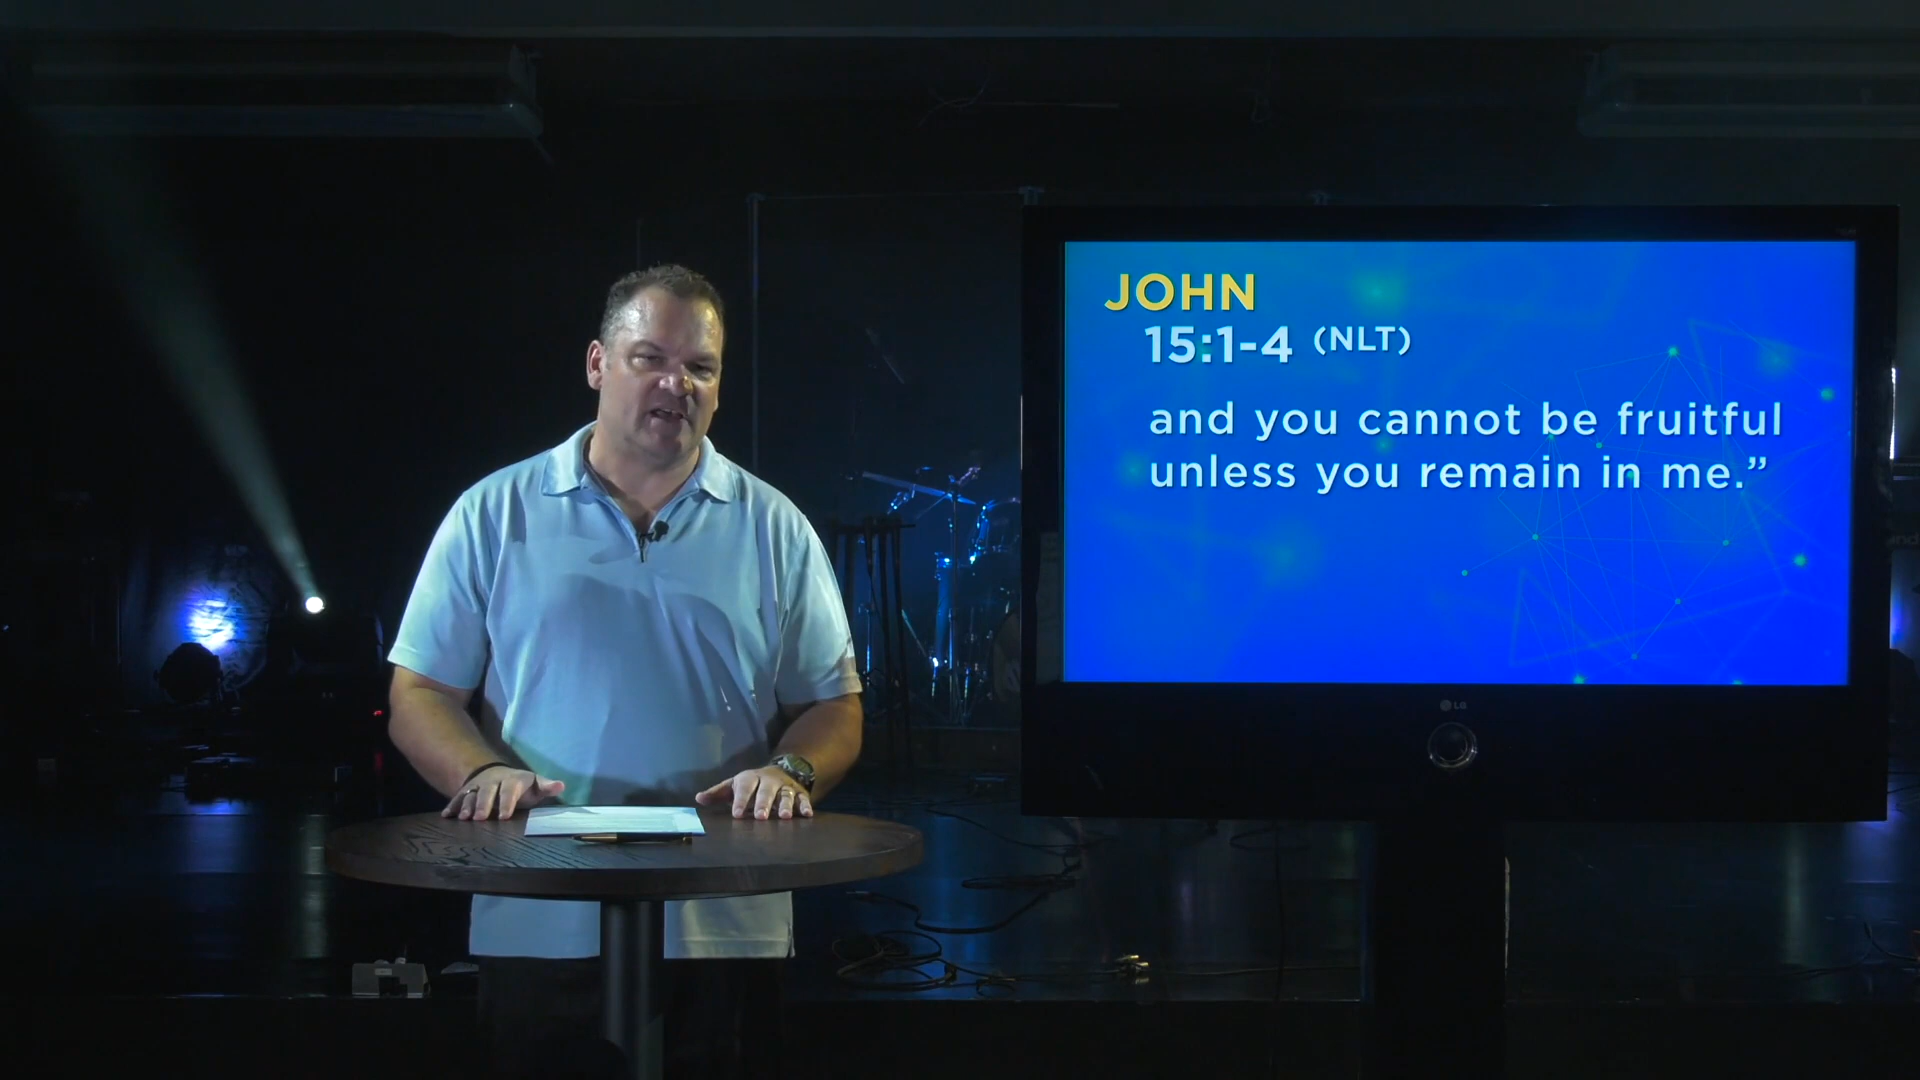 JOHN
15:1-4 (NLT)
and you cannot be fruitful
unless you remain in me.”
LG